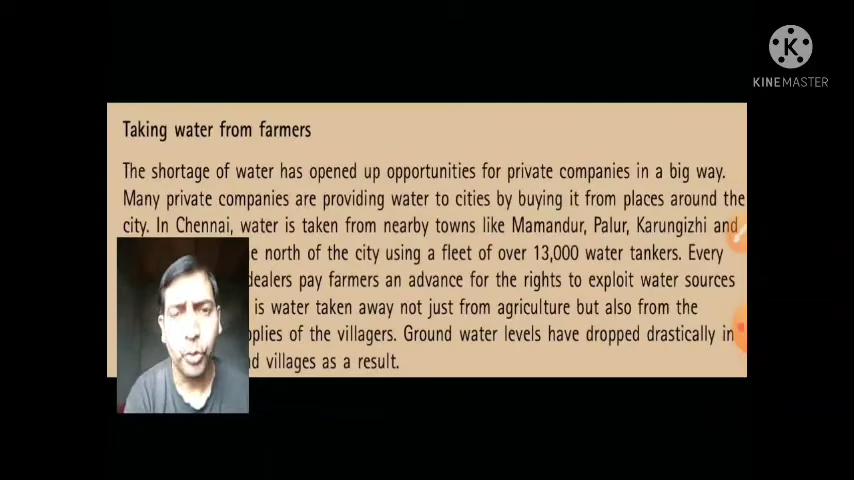 K
KINEMASTER
Taking water from farmers
The shortage of water has opened up opportunities for private companies in a big way.
Many private companies are providing water to cities by buying it from places around the
city. In Chennai, water is taken from nearby towns like Mamandur, Palur, Karungizhi and
north of the city using a fleet of over 13,000 water tankers. Every
dealers pay farmers an advance for the rights to exploit water sources
is water taken away not just from agriculture but also from the
of the villagers. Ground water levels have dropped drastically in
villages as a result.